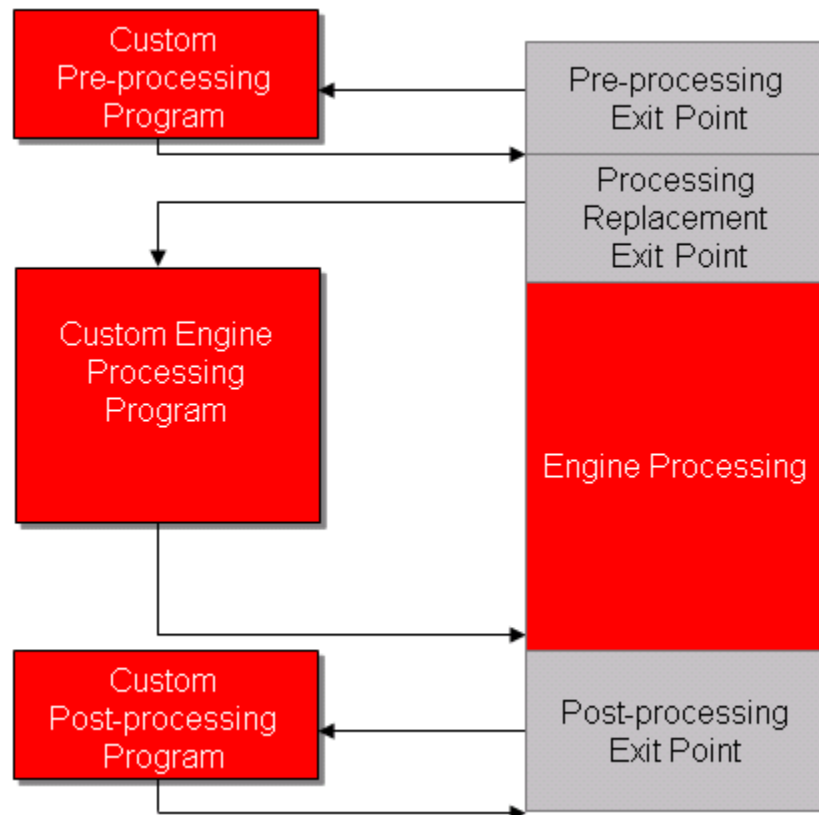 Custom
Pre-processing
Program
Pre-processing
Exit Point
Processing
Replacement
Exit Point
Custom Engine
Processing
Program
Engine Processing
Custom
Post-processing
Program
Post-processing
Exit Point